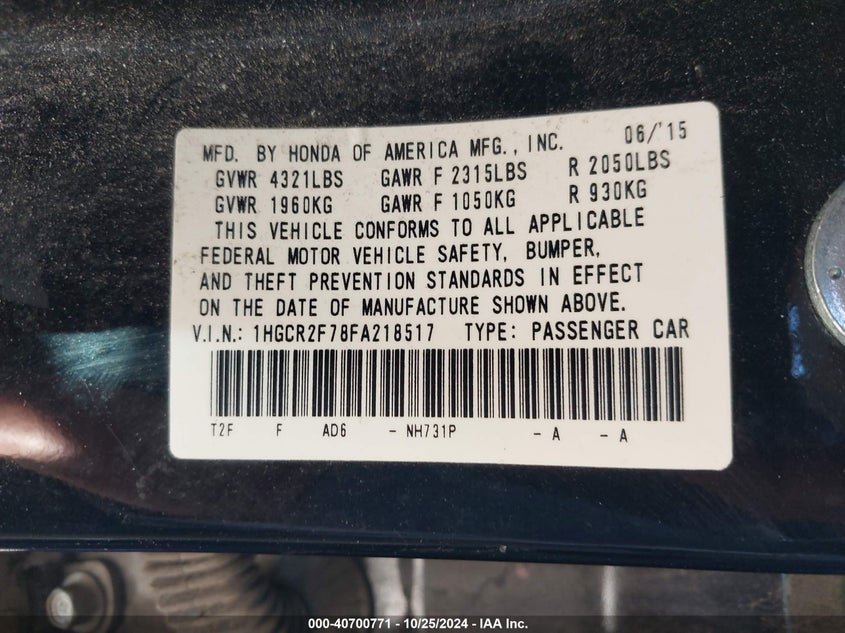 MFD. BY HONDA OF AMERICA MFG., INC. 06/'15
GVWR 4321LBS GAWR F 2315LBS R 2050LBS
GVWR 1960KG GAWR F 1050KG R 930KG
THIS VEHICLE CONFORMS TO ALL APPLICABLE
FEDERAL MOTOR VEHICLE SAFETY, BUMPER,
AND THEFT PREVENTION STANDARDS IN EFFECT
ON THE DATE OF MANUFACTURE SHOWN ABOVE.
V.I.N.: 1HGCR2F78FA218517 TYPE: PASSENGER CAR
T2F F AD6 - NH731P - A - A
000-40700771 - 10/25/2024 - IAA Inc.